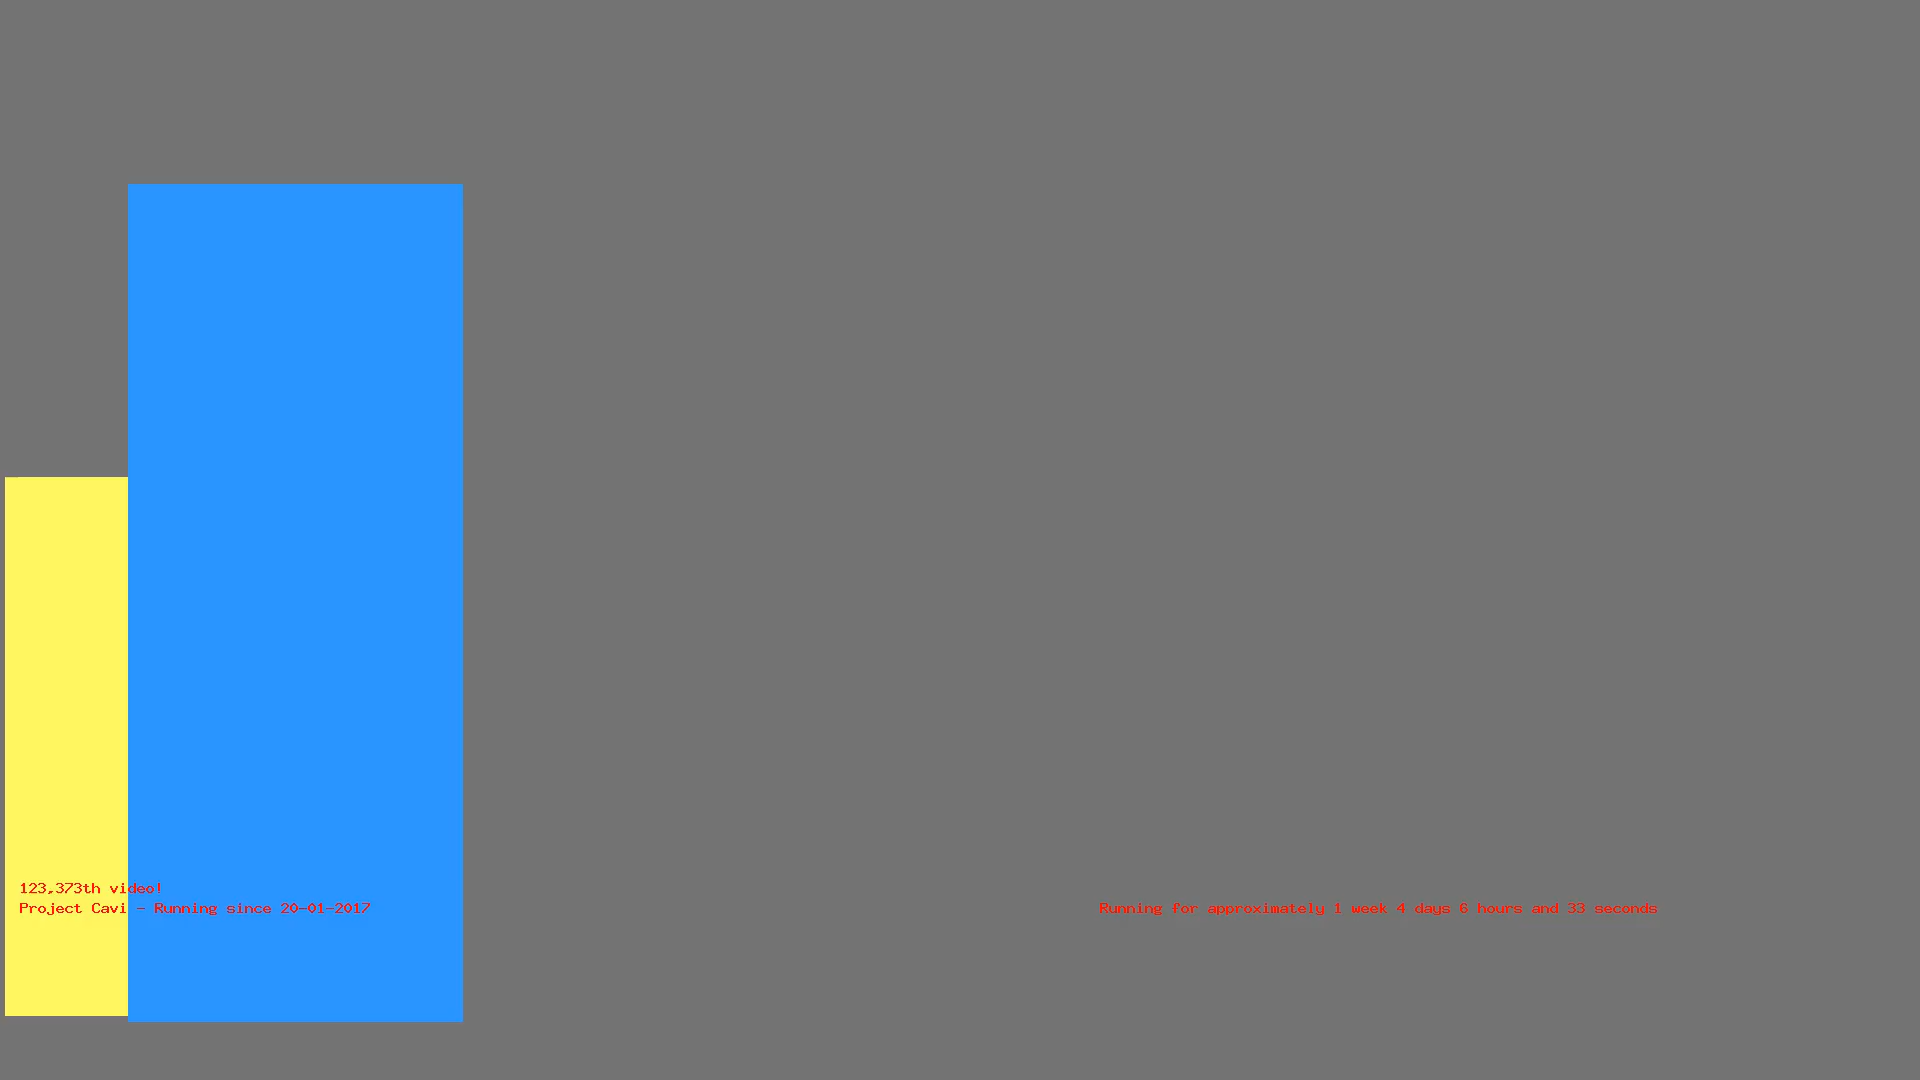 123,373th video!
Project Cavi - Running since 20-01-2017
Running for approximately 1 week 4 days 6 hours and 33 seconds